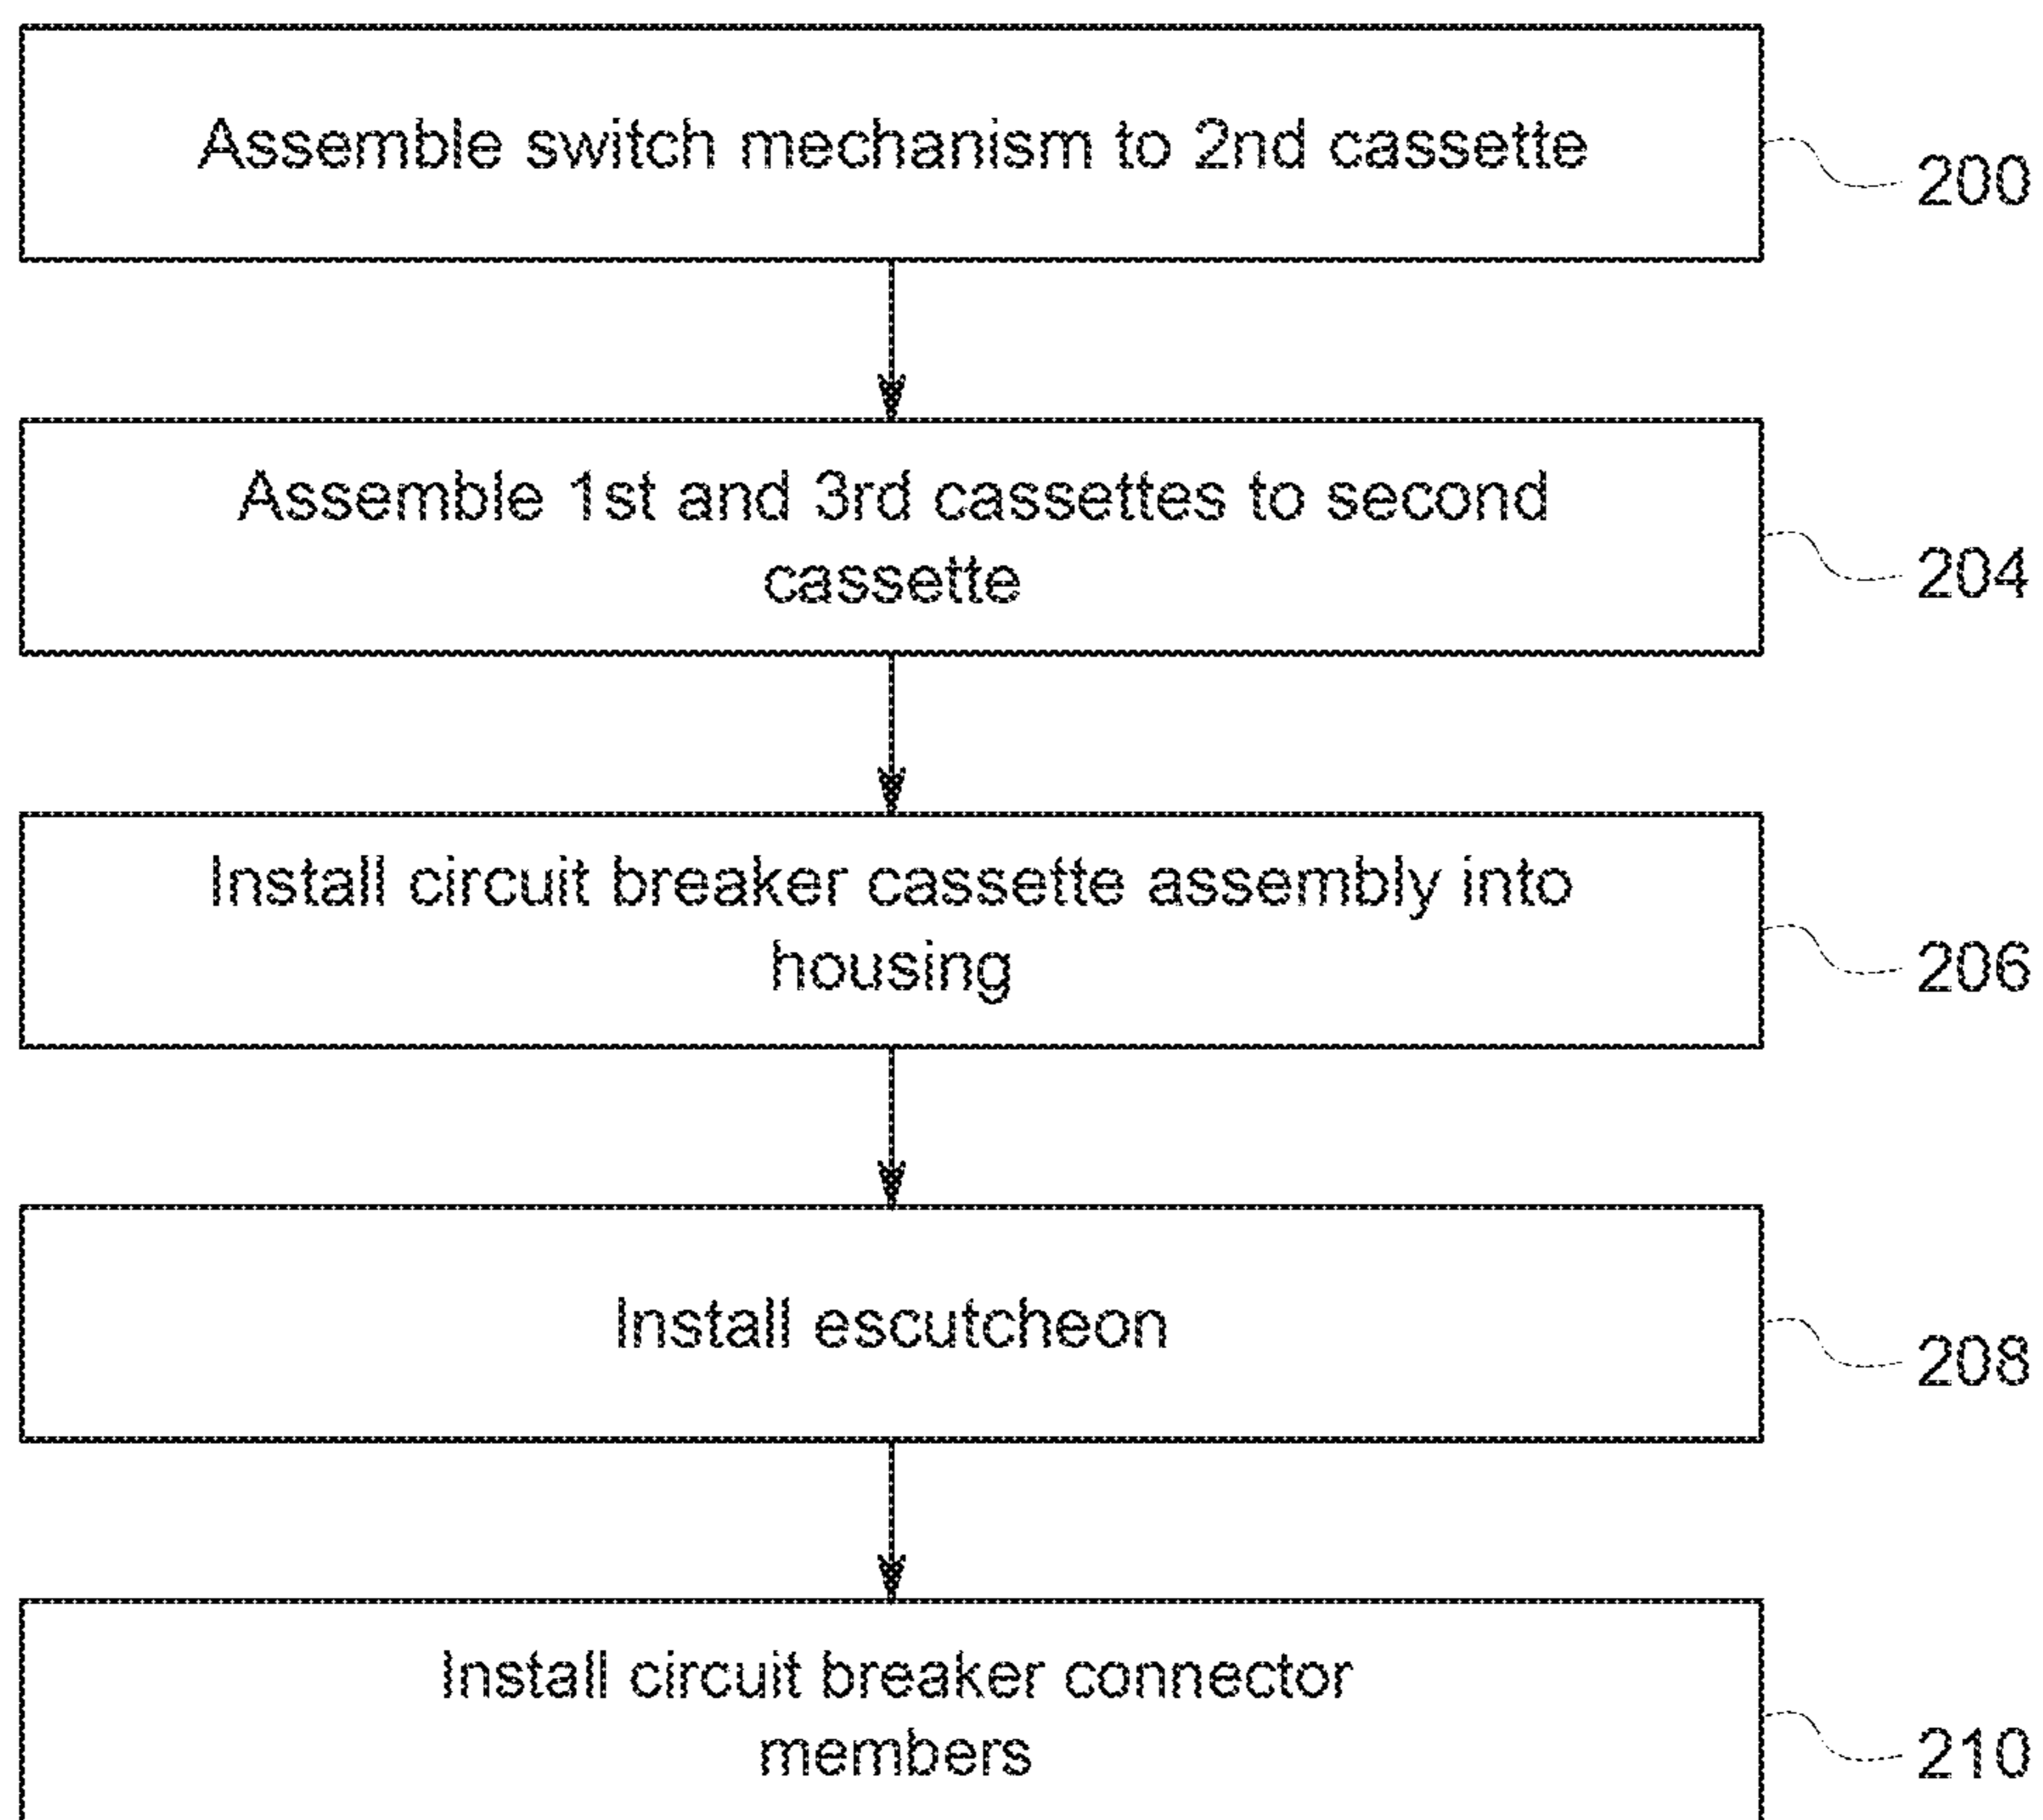 Assemble switch mechanism to 2nd cassette
200
Assemble 1st and 3rd cassettes to second
cassette
204
Install circuit breaker cassette assembly into
housing
206
Install escutcheon
208
Install circuit breaker connector
members
210